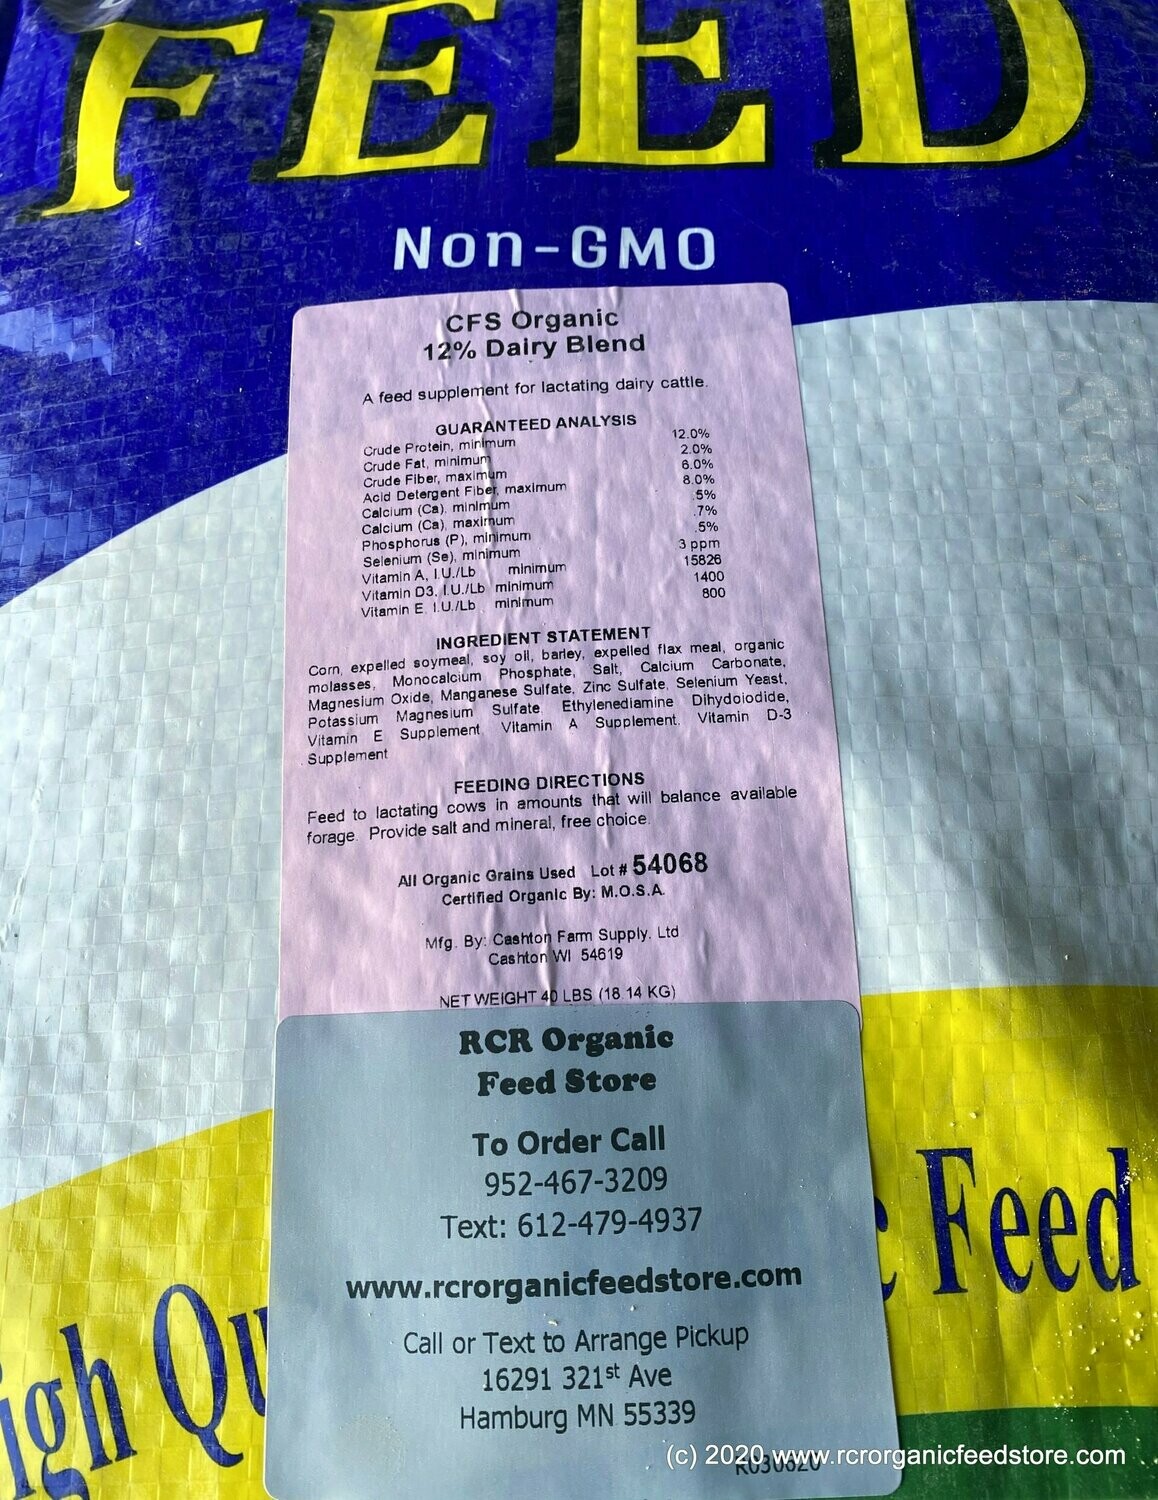 FEED
Non-GMO
CFS Organic
12% Dairy Blend
A feed supplement for lactating dairy cattle.
GUARANTEED ANALYSIS
Crude Protein, minimum 12.0%
Crude Fat, minimum 2.0%
Crude Fiber, maximum 6.0%
Acid Detergent Fiber, maximum 8.0%
Calcium (Ca), minimum .5%
Calcium (Ca), maximum .7%
Phosphorus (P), minimum .5%
Selenium (Se), minimum 3 ppm
Vitamin A, I.U./Lb minimum 15826
Vitamin D3, I.U./Lb minimum 1400
Vitamin E, I.U./Lb minimum 800
INGREDIENT STATEMENT
Corn, expelled soymeal, soy oil, barley, expelled flax meal, organic
molasses, Monocalcium Phosphate, Salt, Calcium Carbonate,
Magnesium Oxide, Manganese Sulfate, Zinc Sulfate, Selenium Yeast,
Potassium Magnesium Sulfate, Ethylenediamine Dihydoiodide,
Vitamin E Supplement, Vitamin A Supplement, Vitamin D-3
Supplement
FEEDING DIRECTIONS
Feed to lactating cows in amounts that will balance available
forage. Provide salt and mineral, free choice.
All Organic Grains Used Lot # 54068
Certified Organic By: M.O.S.A.
Mfg. By: Cashton Farm Supply, Ltd
Cashton WI 54619
NET WEIGHT 40 LBS (18.14 KG)
RCR Organic
Feed Store
To Order Call
952-467-3209
Text: 612-479-4937
www.rcrorganicfeedstore.com
Call or Text to Arrange Pickup
16291 321st Ave
Hamburg MN 55339
R030620
igh Qu
e Feed
(c) 2020 www.rcrorganicfeedstore.com